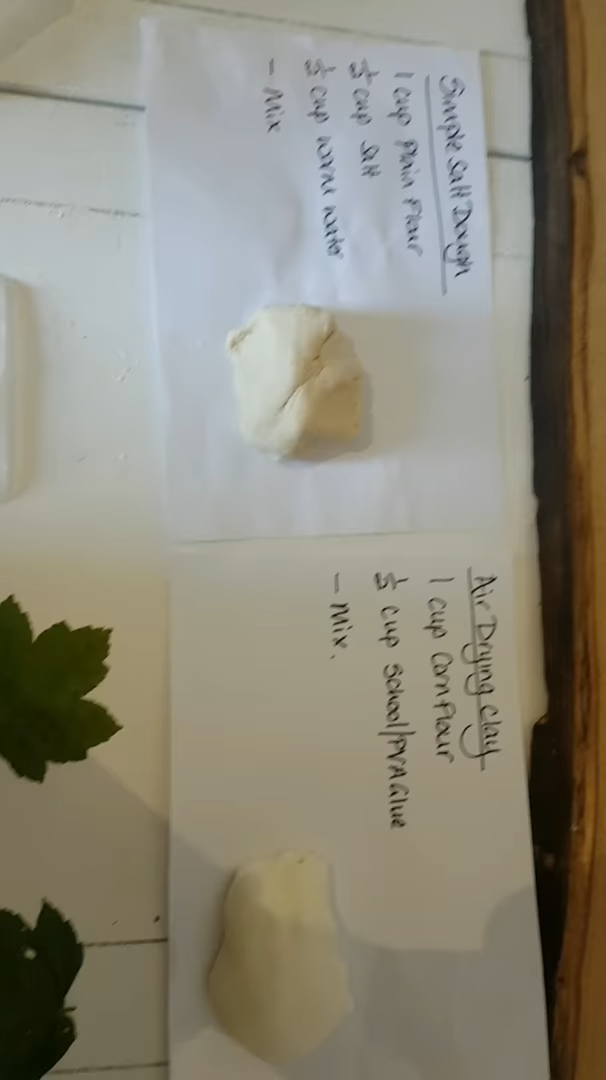 Simple Salt Dough
1 cup Plain Flour
½ cup salt
½ cup warm water
- Mix
Air Drying Clay
1 cup Cornflour
½ cup School/PVA Glue
- Mix.